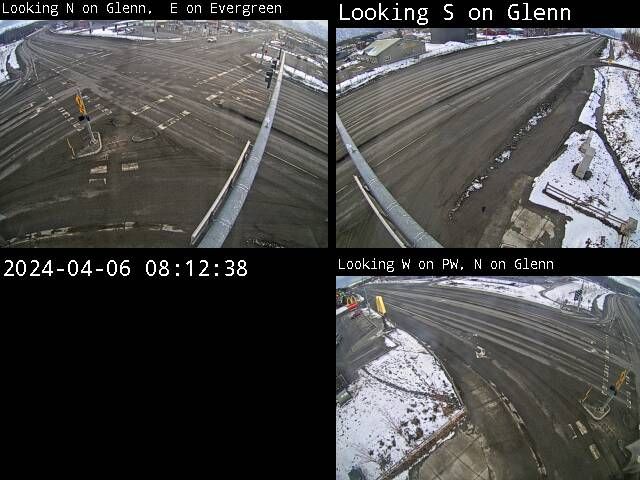 Looking N on Glenn,  E on Evergreen
Looking S on Glenn
2024-04-06 08:12:38
Looking W on PW, N on Glenn